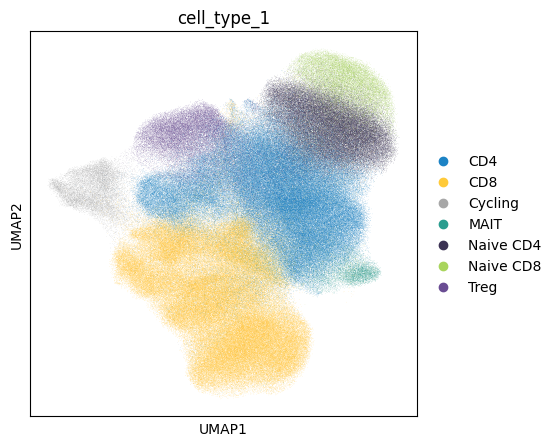 cell_type_1
UMAP2
UMAP1
CD4
CD8
Cycling
MAIT
Naive CD4
Naive CD8
Treg